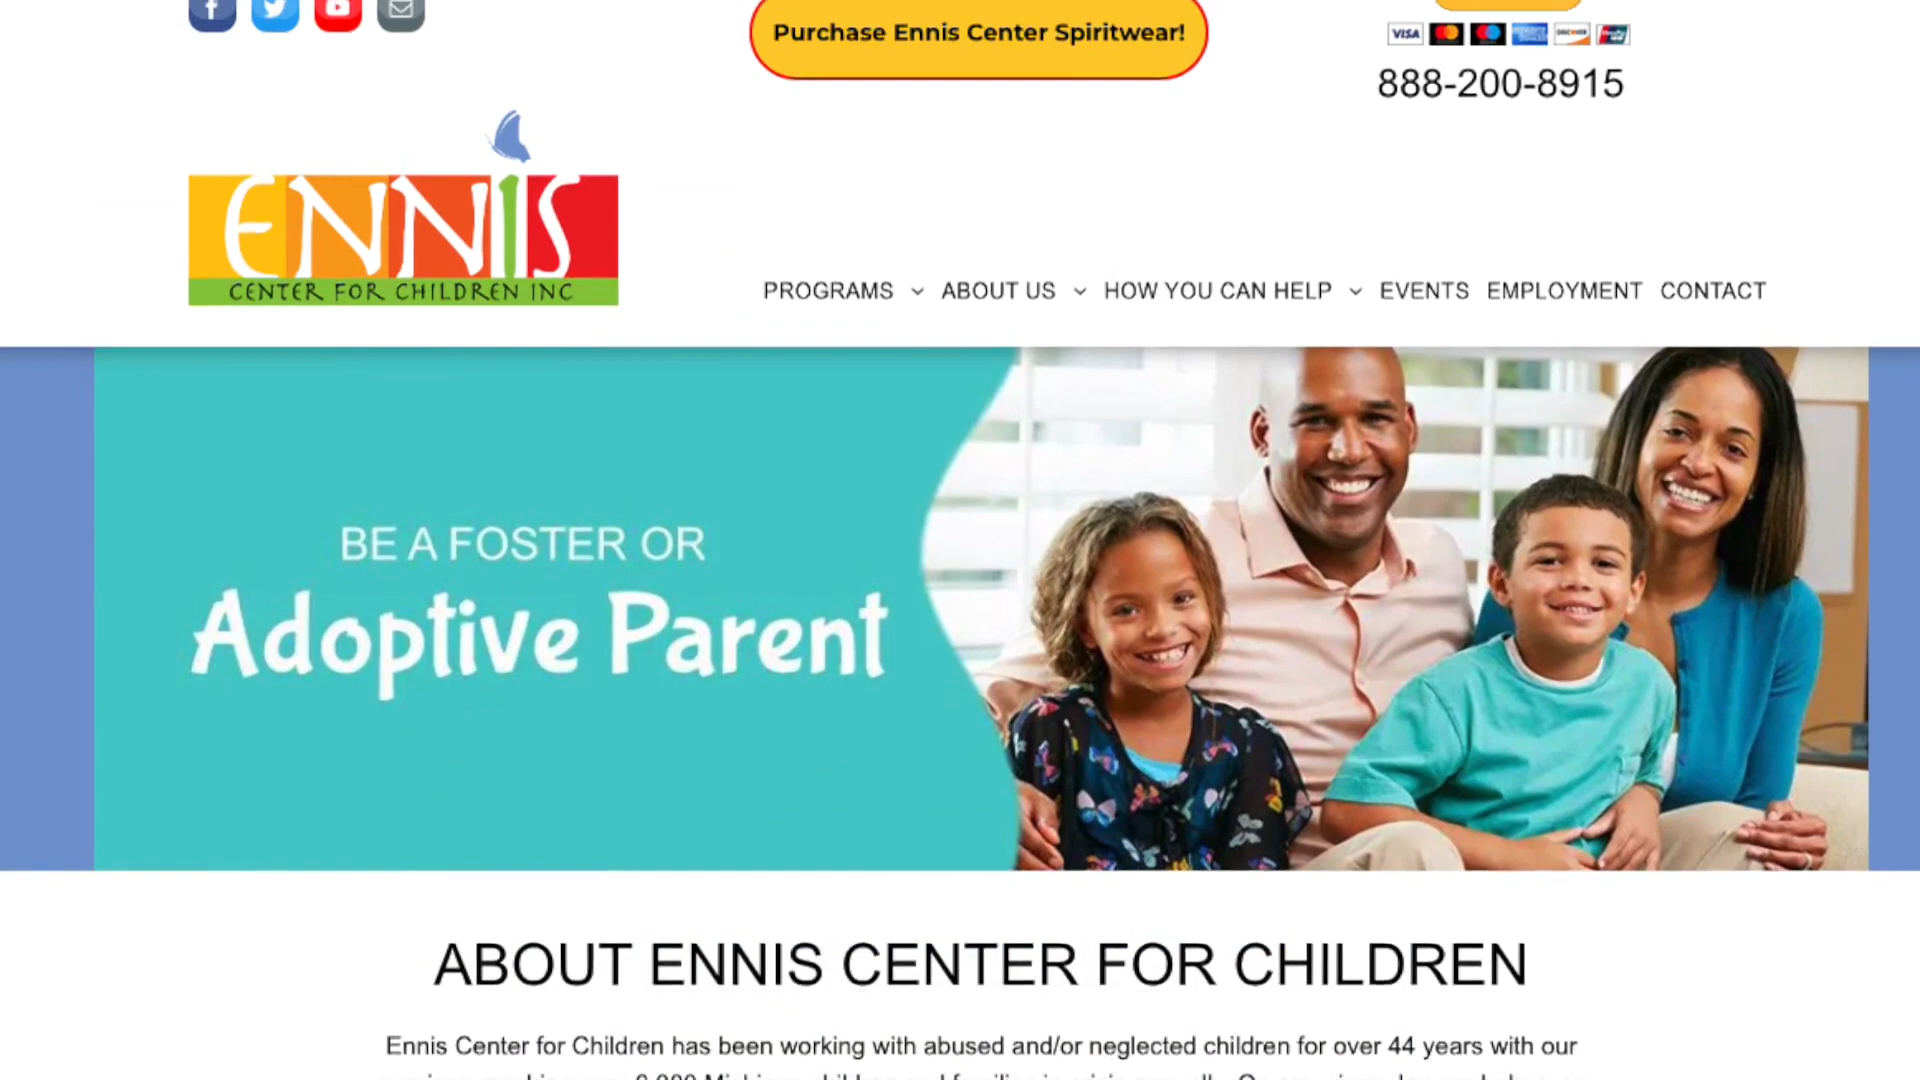 Purchase Ennis Center Spiritwear!
VISA
DISCOVER
888-200-8915
ENNIS
CENTER FOR CHILDREN INC
PROGRAMS ABOUT US HOW YOU CAN HELP EVENTS EMPLOYMENT CONTACT
BE A FOSTER OR
Adoptive Parent
ABOUT ENNIS CENTER FOR CHILDREN
Ennis Center for Children has been working with abused and/or neglected children for over 44 years with our